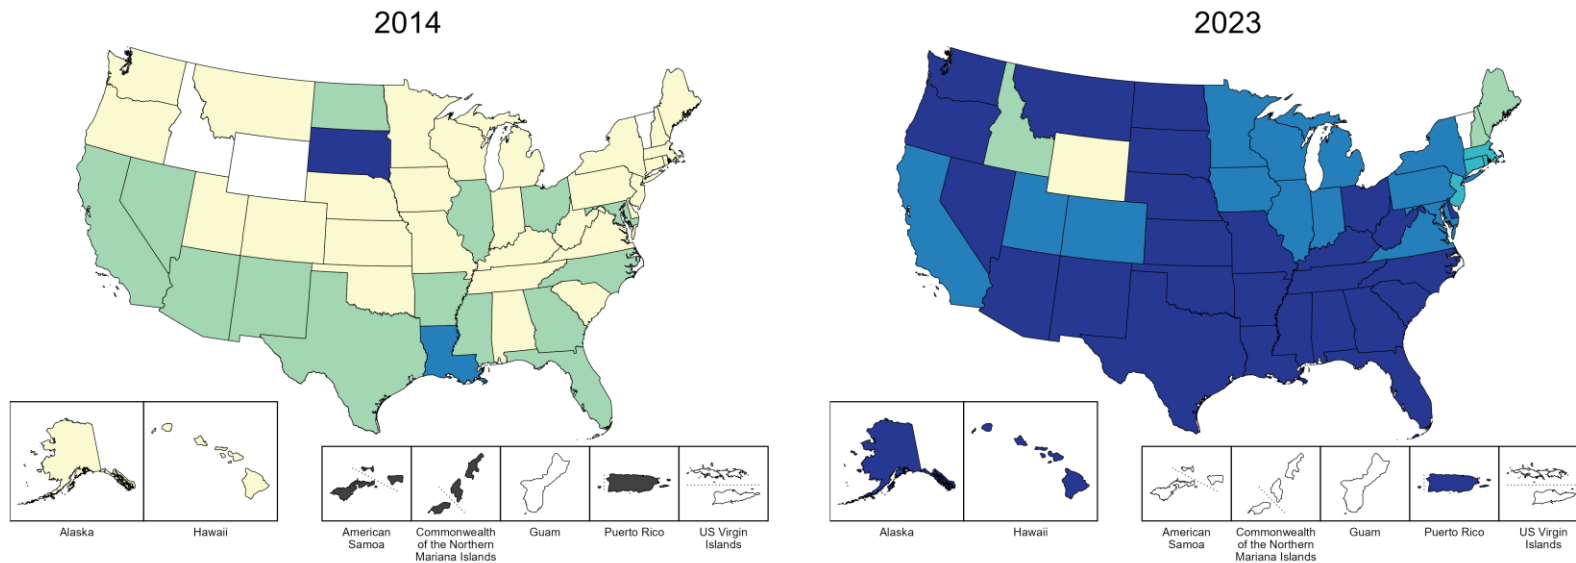 2014
2023
Alaska
Hawaii
American
Samoa
Commonwealth
of the Northern
Mariana Islands
Guam
Puerto Rico
US Virgin
Islands
Alaska
Hawaii
American
Samoa
Commonwealth
of the Northern
Mariana Islands
Guam
Puerto Rico
US Virgin
Islands